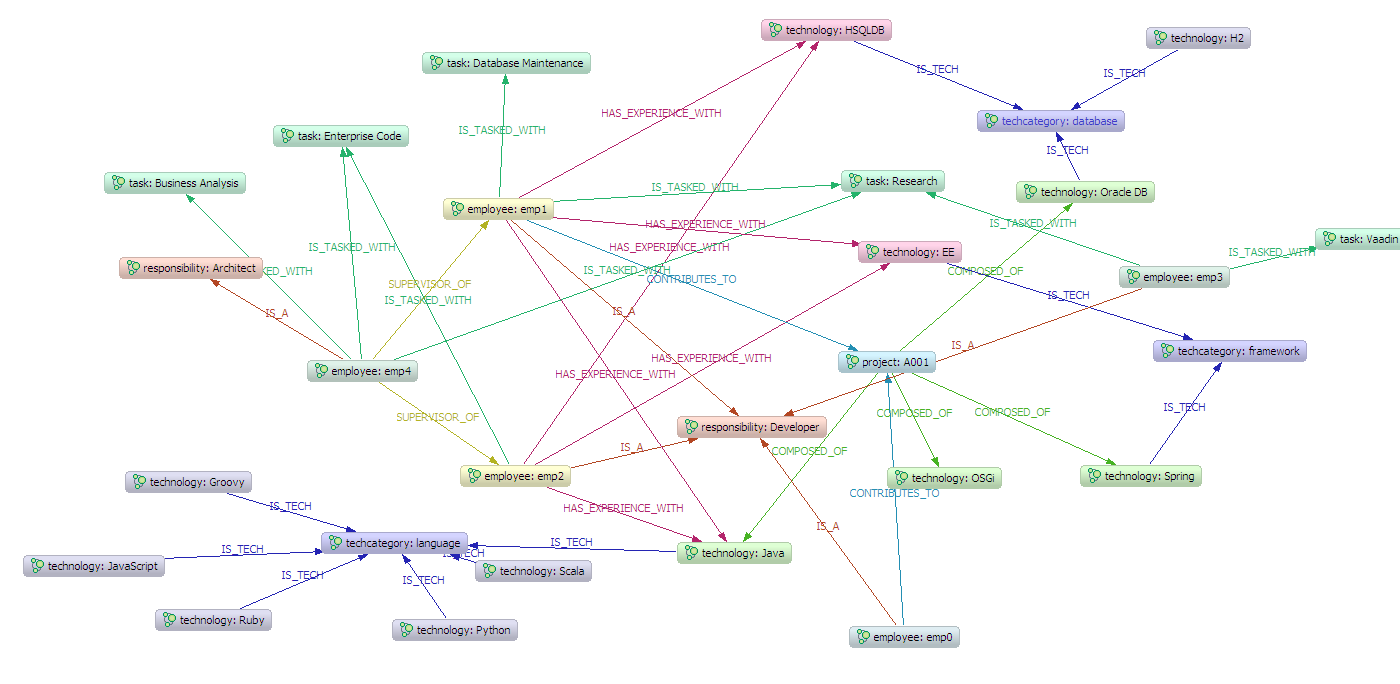 technology: HSQLDB
technology: H2
task: Database Maintenance
IS_TECH
IS_TECH
HAS_EXPERIENCE_WITH
techcategory: database
IS_TASKED_WITH
task: Enterprise Code
IS_TECH
task: Business Analysis
IS_TASKED_WITH
task: Research
technology: Oracle DB
employee: emp1
HAS_EXPERIENCE_WITH
IS_TASKED_WITH
task: Vaadin
IS_TASKED_WITH
HAS_EXPERIENCE_WITH
technology: EE
IS_TASKED_WITH
responsibility: Architect
KED_WITH
IS_TASKED_WITH
COMPOSED_OF
employee: emp3
CONTRIBUTES_TO
SUPERVISOR_OF
IS_TECH
IS_TASKED_WITH
IS_A
IS_A
IS_A
techcategory: framework
HAS_EXPERIENCE_WITH
project: A001
employee: emp4
HAS_EXPERIENCE_WITH
IS_TECH
SUPERVISOR_OF
COMPOSED_OF
COMPOSED_OF
responsibility: Developer
IS_A
COMPOSED_OF
employee: emp2
technology: OSGi
technology: Spring
technology: Groovy
CONTRIBUTES_TO
IS_TECH
HAS_EXPERIENCE_WITH
IS_A
techcategory: language
IS_TECH
IS_TECH
IS_TECH
technology: Java
technology: JavaScript
IS_TECH
technology: Scala
IS_TECH
technology: Ruby
technology: Python
employee: emp0